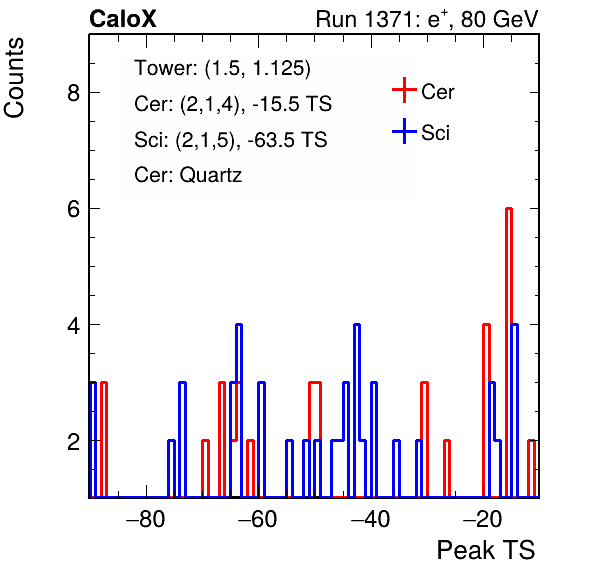 CaloX Run 1371: e⁺, 80 GeV
Counts
Tower: (1.5, 1.125)
Cer: (2,1,4), -15.5 TS
Sci: (2,1,5), -63.5 TS
Cer: Quartz
Cer
Sci
8
6
4
2
−80 −60 −40 −20
Peak TS